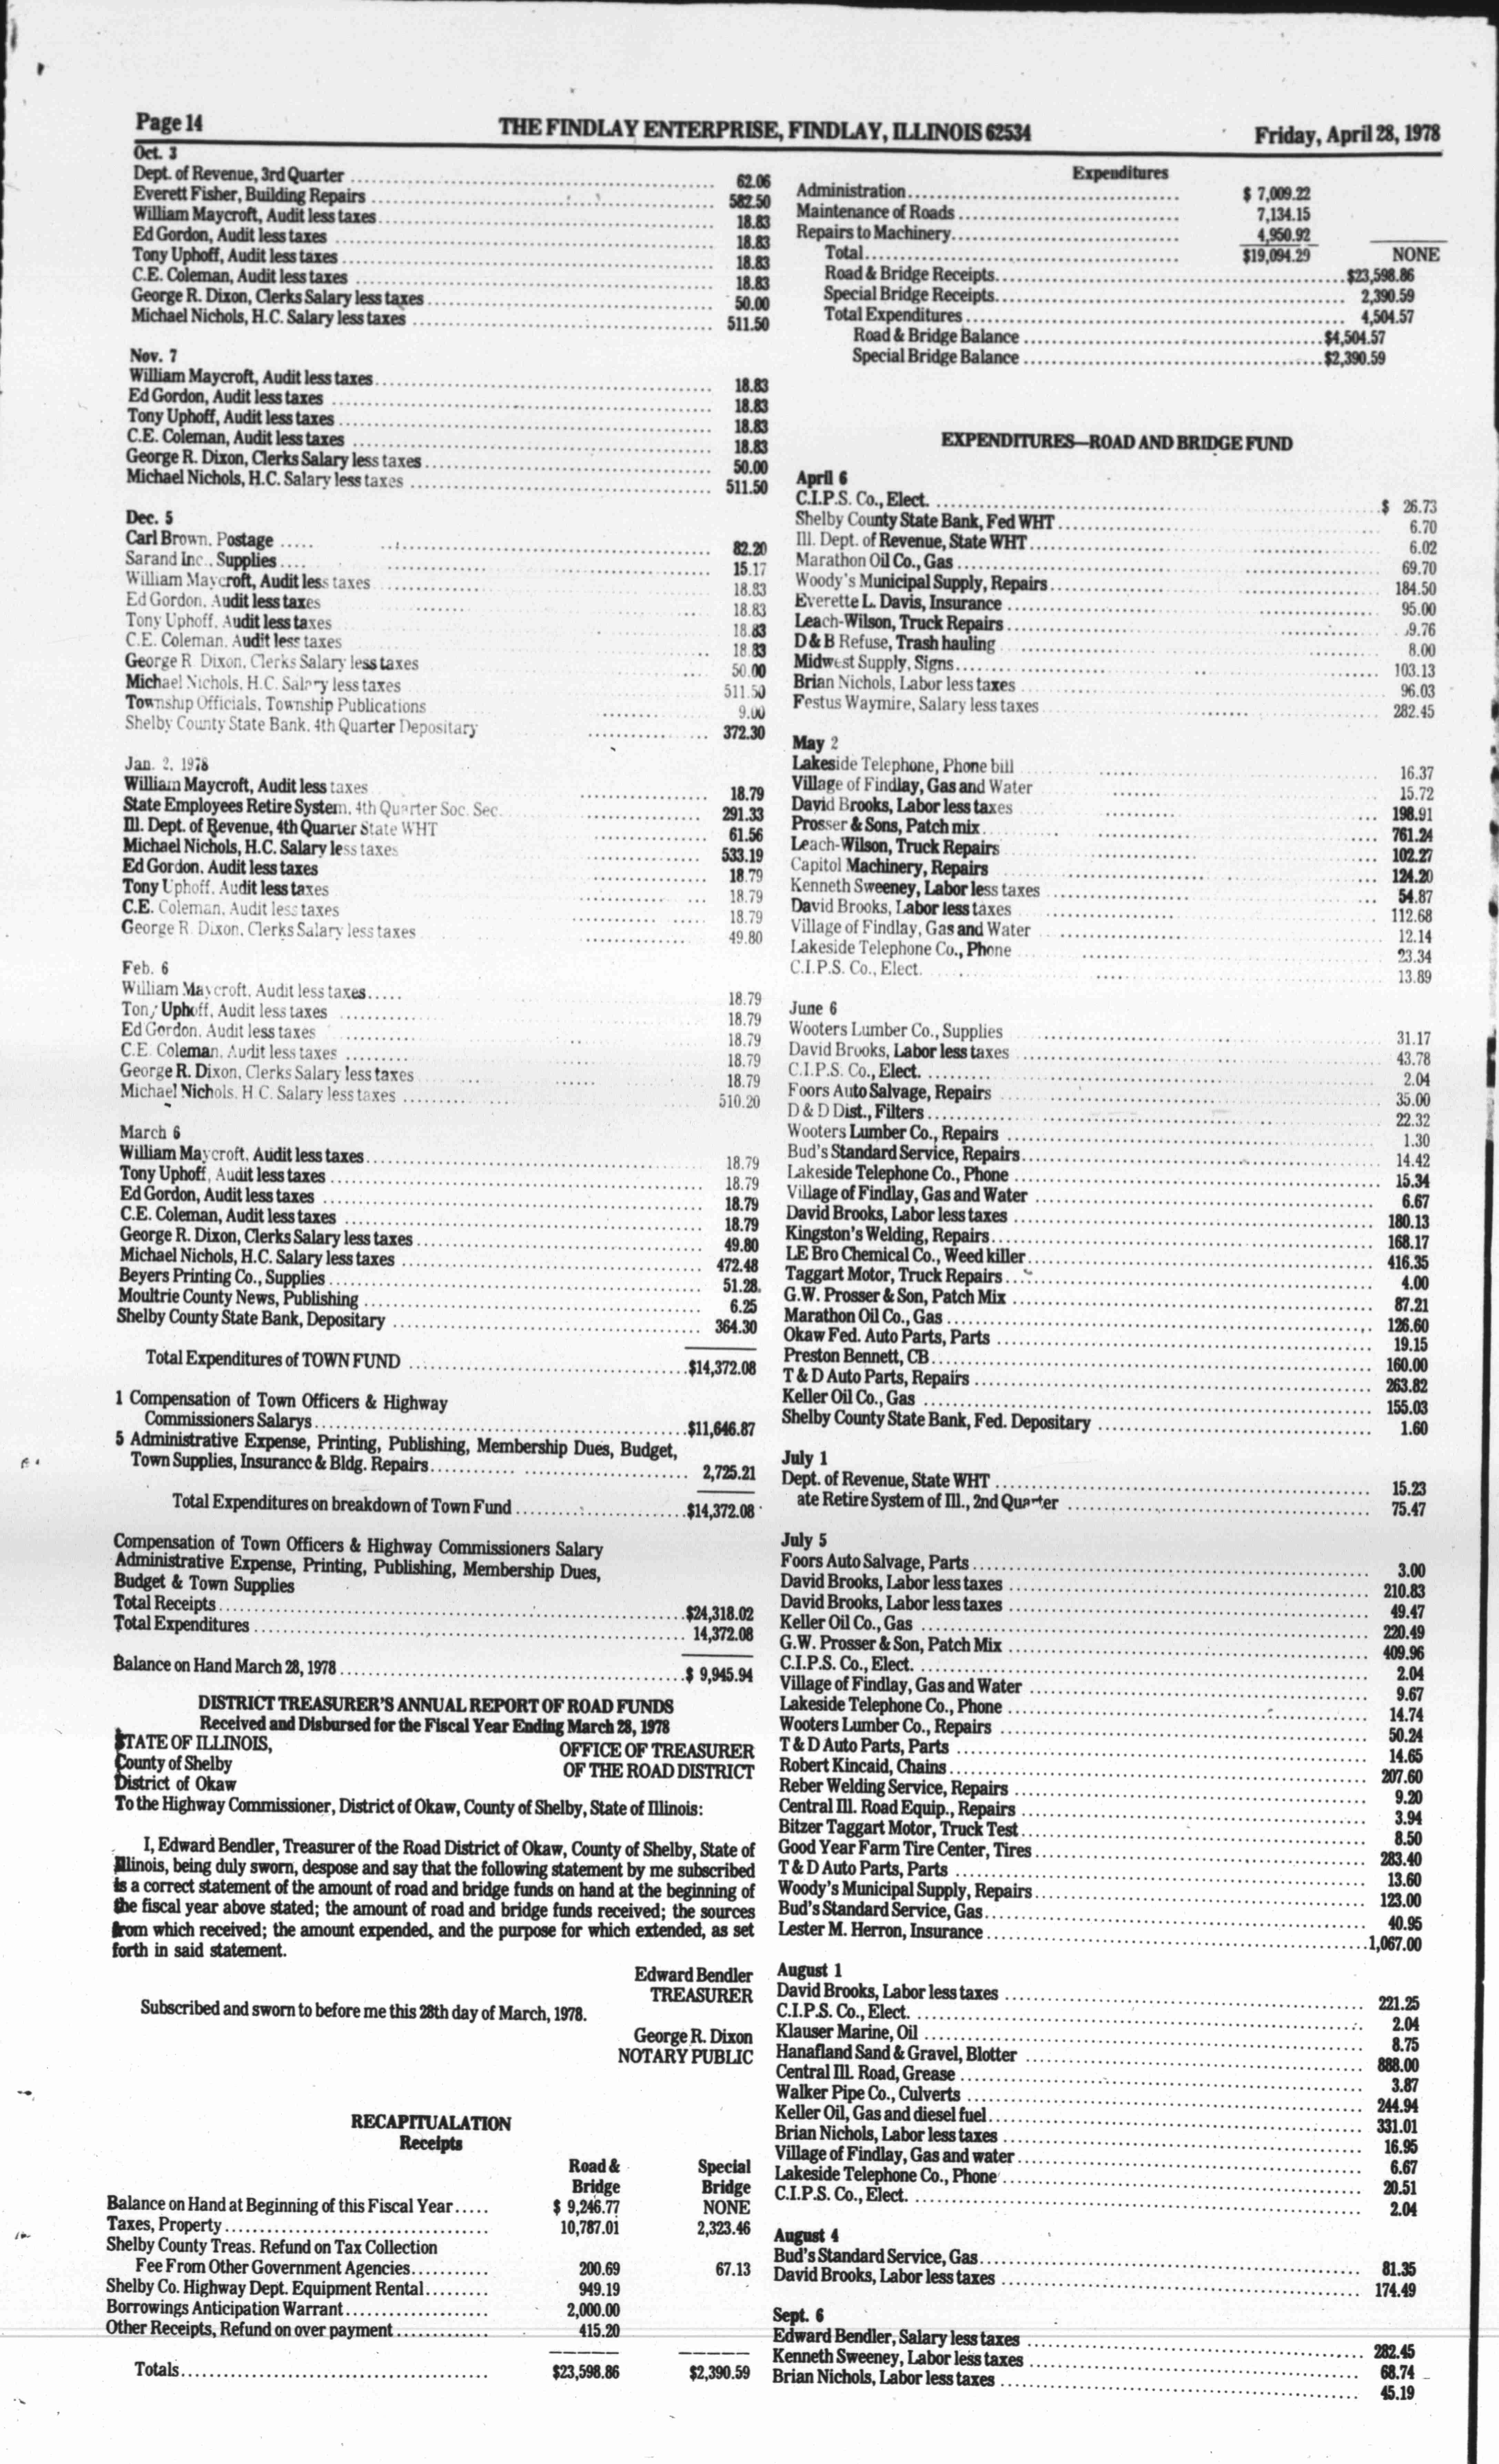 Page 14
THE FINDLAY ENTERPRISE, FINDLAY, ILLINOIS 62534
Friday, April 28, 1978
Oct. 3
Dept. of Revenue, 3rd Quarter 62.06
Everett Fisher, Building Repairs 582.50
William Maycroft, Audit less taxes 18.83
Ed Gordon, Audit less taxes 18.83
Tony Uphoff, Audit less taxes 18.83
C.E. Coleman, Audit less taxes 18.83
George R. Dixon, Clerks Salary less taxes 50.00
Michael Nichols, H.C. Salary less taxes 511.50
Nov. 7
William Maycroft, Audit less taxes 18.83
Ed Gordon, Audit less taxes 18.83
Tony Uphoff, Audit less taxes 18.83
C.E. Coleman, Audit less taxes 18.83
George R. Dixon, Clerks Salary less taxes 50.00
Michael Nichols, H.C. Salary less taxes 511.50
Dec. 5
Carl Brown, Postage 82.20
Sarand Inc., Supplies 15.17
William Maycroft, Audit less taxes 18.83
Ed Gordon, Audit less taxes 18.83
Tony Uphoff, Audit less taxes 18.83
C.E. Coleman, Audit less taxes 18.83
George R. Dixon, Clerks Salary less taxes 50.00
Michael Nichols, H.C. Salary less taxes 511.50
Township Officials, Township Publications 9.00
Shelby County State Bank, 4th Quarter Depositary 372.30
Jan. 2, 1978
William Maycroft, Audit less taxes 18.79
State Employees Retire System, 4th Quarter Soc. Sec. 291.33
Ill. Dept. of Revenue, 4th Quarter State WHT 61.56
Michael Nichols, H.C. Salary less taxes 533.19
Ed Gordon, Audit less taxes 18.79
Tony Uphoff, Audit less taxes 18.79
C.E. Coleman, Audit less taxes 18.79
George R. Dixon, Clerks Salary less taxes 49.80
Feb. 6
William Maycroft, Audit less taxes 18.79
Tony Uphoff, Audit less taxes 18.79
Ed Gordon, Audit less taxes 18.79
C.E. Coleman, Audit less taxes 18.79
George R. Dixon, Clerks Salary less taxes 18.79
Michael Nichols, H.C. Salary less taxes 510.20
March 6
William Maycroft, Audit less taxes 18.79
Tony Uphoff, Audit less taxes 18.79
Ed Gordon, Audit less taxes 18.79
C.E. Coleman, Audit less taxes 18.79
George R. Dixon, Clerks Salary less taxes 49.80
Michael Nichols, H.C. Salary less taxes 472.48
Beyers Printing Co., Supplies 51.28
Moultrie County News, Publishing 6.25
Shelby County State Bank, Depositary 364.30
Total Expenditures of TOWN FUND $14,372.08
1 Compensation of Town Officers & Highway
Commissioners Salarys $11,646.87
5 Administrative Expense, Printing, Publishing, Membership Dues, Budget,
Town Supplies, Insurance & Bldg. Repairs 2,725.21
Total Expenditures on breakdown of Town Fund $14,372.08
Compensation of Town Officers & Highway Commissioners Salary
Administrative Expense, Printing, Publishing, Membership Dues,
Budget & Town Supplies
Total Receipts $24,318.02
Total Expenditures 14,372.08
Balance on Hand March 28, 1978 $ 9,945.94
DISTRICT TREASURER'S ANNUAL REPORT OF ROAD FUNDS
Received and Disbursed for the Fiscal Year Ending March 28, 1978
STATE OF ILLINOIS,
County of Shelby
District of Okaw
OFFICE OF TREASURER
OF THE ROAD DISTRICT
To the Highway Commissioner, District of Okaw, County of Shelby, State of Illinois:
I, Edward Bendler, Treasurer of the Road District of Okaw, County of Shelby, State of
Illinois, being duly sworn, despose and say that the following statement by me subscribed
is a correct statement of the amount of road and bridge funds on hand at the beginning of
the fiscal year above stated; the amount of road and bridge funds received; the sources
from which received; the amount expended, and the purpose for which extended, as set
forth in said statement.
Edward Bendler
TREASURER
Subscribed and sworn to before me this 28th day of March, 1978.
George R. Dixon
NOTARY PUBLIC
RECAPITUALATION
Receipts
Road & Special
Bridge Bridge
Balance on Hand at Beginning of this Fiscal Year $ 9,246.77 NONE
Taxes, Property 10,787.01 2,323.46
Shelby County Treas. Refund on Tax Collection
Fee From Other Government Agencies 200.69 67.13
Shelby Co. Highway Dept. Equipment Rental 949.19
Borrowings Anticipation Warrant 2,000.00
Other Receipts, Refund on over payment 415.20
Totals $23,598.86 $2,390.59
Expenditures
Administration $ 7,009.22
Maintenance of Roads 7,134.15
Repairs to Machinery 4,950.92
Total $19,094.29 NONE
Road & Bridge Receipts $23,598.86
Special Bridge Receipts 2,390.59
Total Expenditures 4,504.57
Road & Bridge Balance $4,504.57
Special Bridge Balance $2,390.59
EXPENDITURES—ROAD AND BRIDGE FUND
April 6
C.I.P.S. Co., Elect. $ 26.73
Shelby County State Bank, Fed WHT 6.70
Ill. Dept. of Revenue, State WHT 6.02
Marathon Oil Co., Gas 69.70
Woody's Municipal Supply, Repairs 184.50
Everette L. Davis, Insurance 95.00
Leach-Wilson, Truck Repairs 9.76
D & B Refuse, Trash hauling 8.00
Midwest Supply, Signs 103.13
Brian Nichols, Labor less taxes 96.03
Festus Waymire, Salary less taxes 282.45
May 2
Lakeside Telephone, Phone bill 16.37
Village of Findlay, Gas and Water 15.72
David Brooks, Labor less taxes 198.91
Prosser & Sons, Patch mix 761.24
Leach-Wilson, Truck Repairs 102.27
Capitol Machinery, Repairs 124.20
Kenneth Sweeney, Labor less taxes 54.87
David Brooks, Labor less taxes 112.68
Village of Findlay, Gas and Water 12.14
Lakeside Telephone Co., Phone 23.34
C.I.P.S. Co., Elect. 13.89
June 6
Wooters Lumber Co., Supplies 31.17
David Brooks, Labor less taxes 43.78
C.I.P.S. Co., Elect. 2.04
Foors Auto Salvage, Repairs 35.00
D & D Dist., Filters 22.32
Wooters Lumber Co., Repairs 1.30
Bud's Standard Service, Repairs 14.42
Lakeside Telephone Co., Phone 15.34
Village of Findlay, Gas and Water 6.67
David Brooks, Labor less taxes 180.13
Kingston's Welding, Repairs 168.17
LE Bro Chemical Co., Weed killer 416.35
Taggart Motor, Truck Repairs 4.00
G.W. Prosser & Son, Patch Mix 87.21
Marathon Oil Co., Gas 126.60
Okaw Fed. Auto Parts, Parts 19.15
Preston Bennett, CB 160.00
T & D Auto Parts, Repairs 263.82
Keller Oil Co., Gas 155.03
Shelby County State Bank, Fed. Depositary 1.60
July 1
Dept. of Revenue, State WHT 15.23
ate Retire System of Ill., 2nd Quarter 75.47
July 5
Foors Auto Salvage, Parts 3.00
David Brooks, Labor less taxes 210.83
David Brooks, Labor less taxes 49.47
Keller Oil Co., Gas 220.49
G.W. Prosser & Son, Patch Mix 409.96
C.I.P.S. Co., Elect. 2.04
Village of Findlay, Gas and Water 9.67
Lakeside Telephone Co., Phone 14.74
Wooters Lumber Co., Repairs 50.24
T & D Auto Parts, Parts 14.65
Robert Kincaid, Chains 207.60
Reber Welding Service, Repairs 9.20
Central Ill. Road Equip., Repairs 3.94
Bitzer Taggart Motor, Truck Test 8.50
Good Year Farm Tire Center, Tires 283.40
T & D Auto Parts, Parts 13.60
Woody's Municipal Supply, Repairs 123.00
Bud's Standard Service, Gas 40.95
Lester M. Herron, Insurance 1,067.00
August 1
David Brooks, Labor less taxes 221.25
C.I.P.S. Co., Elect. 2.04
Klauser Marine, Oil 8.75
Hanafland Sand & Gravel, Blotter 888.00
Central Ill. Road, Grease 3.87
Walker Pipe Co., Culverts 244.94
Keller Oil, Gas and diesel fuel 331.01
Brian Nichols, Labor less taxes 16.95
Village of Findlay, Gas and water 6.67
Lakeside Telephone Co., Phone 20.51
C.I.P.S. Co., Elect. 2.04
August 4
Bud's Standard Service, Gas 81.35
David Brooks, Labor less taxes 174.49
Sept. 6
Edward Bendler, Salary less taxes 282.45
Kenneth Sweeney, Labor less taxes 68.74
Brian Nichols, Labor less taxes 45.19